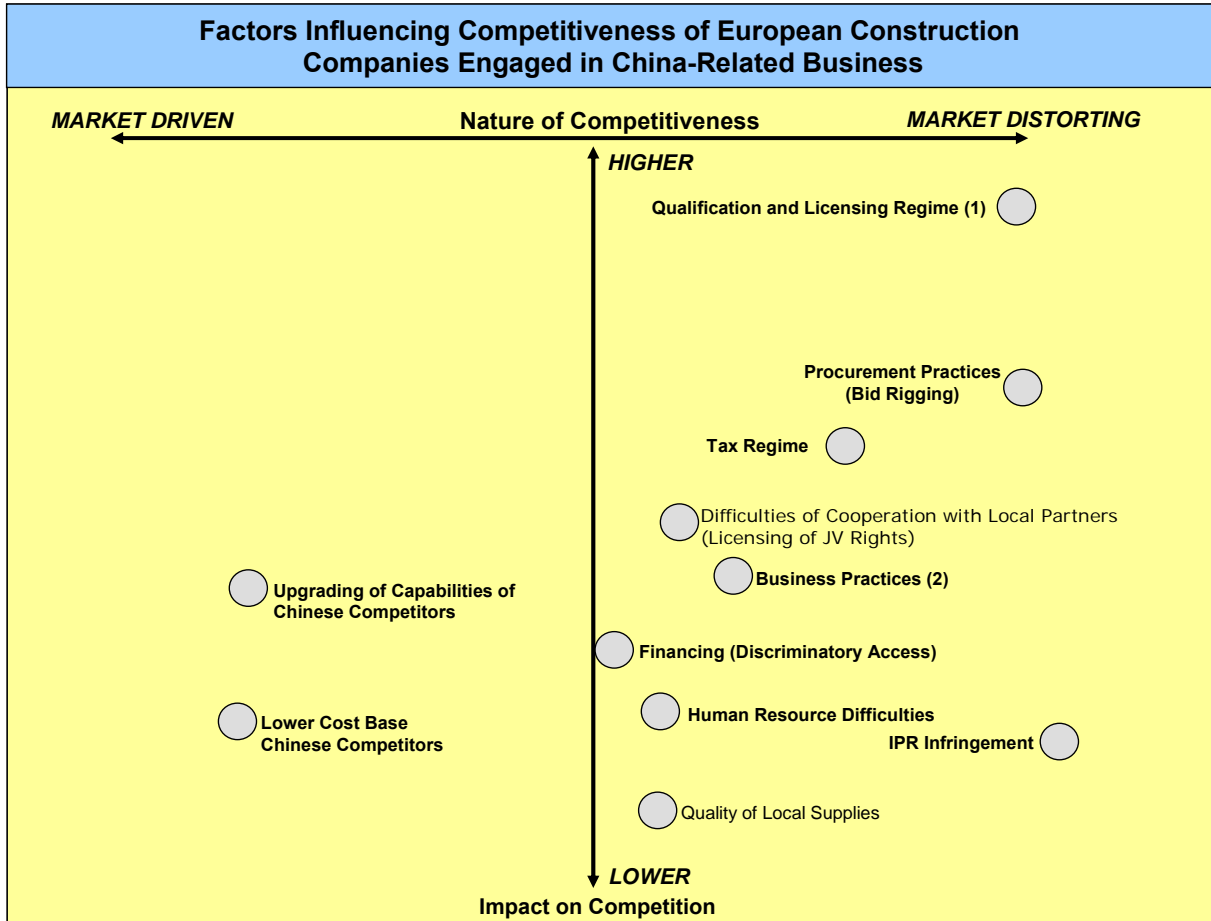 Factors Influencing Competitiveness of European Construction
Companies Engaged in China-Related Business
MARKET DRIVEN
Nature of Competitiveness
MARKET DISTORTING
HIGHER
Qualification and Licensing Regime (1)
Procurement Practices
(Bid Rigging)
Tax Regime
Difficulties of Cooperation with Local Partners
(Licensing of JV Rights)
Business Practices (2)
Upgrading of Capabilities of
Chinese Competitors
Financing (Discriminatory Access)
Human Resource Difficulties
Lower Cost Base
Chinese Competitors
IPR Infringement
Quality of Local Supplies
LOWER
Impact on Competition